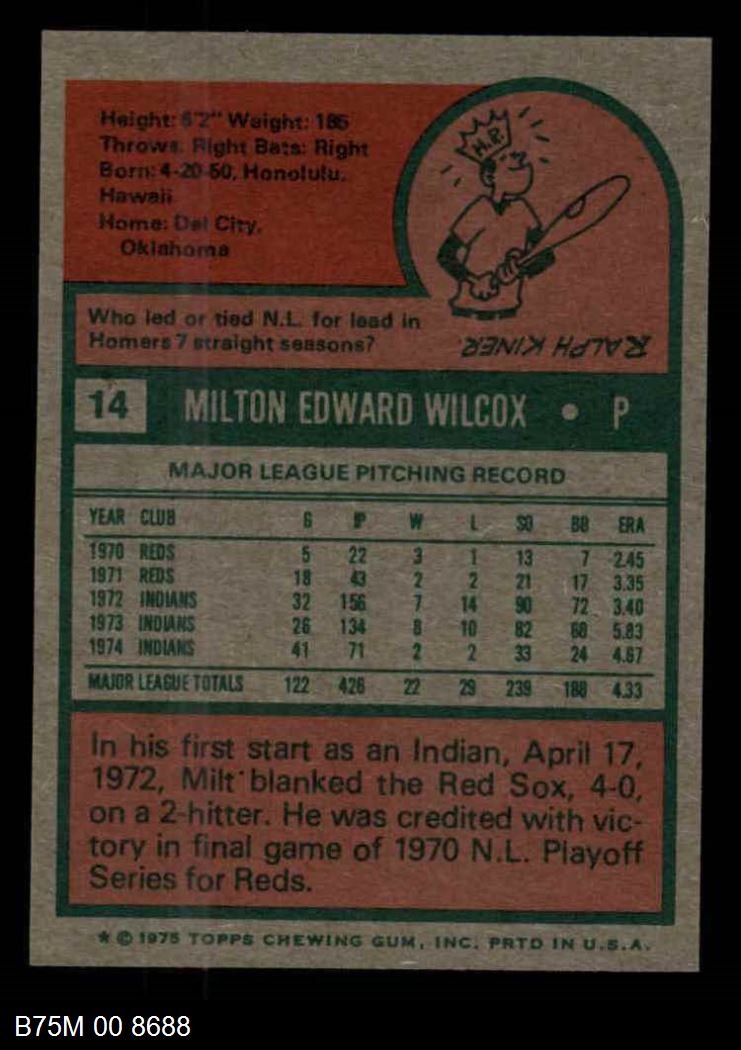 Height: 6'2" Weight: 185
Throws: Right Bats: Right
Born: 4-20-50, Honolulu,
Hawaii
Home: Del City,
Oklahoma
H.R.
Who led or tied N.L. for lead in
Homers 7 straight seasons?
RALPH KINER
14 MILTON EDWARD WILCOX • P
MAJOR LEAGUE PITCHING RECORD
YEAR CLUB G IP W L SO BB ERA
1970 REDS 5 22 3 1 13 7 2.45
1971 REDS 18 43 2 2 21 17 3.35
1972 INDIANS 32 156 7 14 90 72 3.40
1973 INDIANS 26 134 8 10 82 68 5.83
1974 INDIANS 41 71 2 2 33 24 4.67
MAJOR LEAGUE TOTALS 122 426 22 29 239 188 4.33
In his first start as an Indian, April 17,
1972, Milt blanked the Red Sox, 4-0,
on a 2-hitter. He was credited with vic-
tory in final game of 1970 N.L. Playoff
Series for Reds.
* © 1975 TOPPS CHEWING GUM, INC. PRTD IN U.S.A.
B75M 00 8688